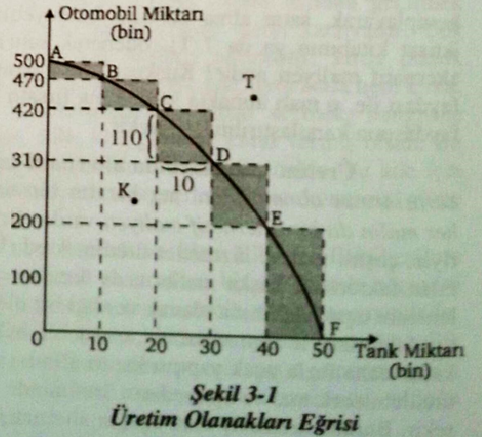 Otomobil Miktarı
(bin)
A
500
B
470
C
420
T
110
D
310
10
K
E
200
100
F
0
10
20
30
40
50
Tank Miktarı
(bin)
Şekil 3-1
Üretim Olanakları Eğrisi